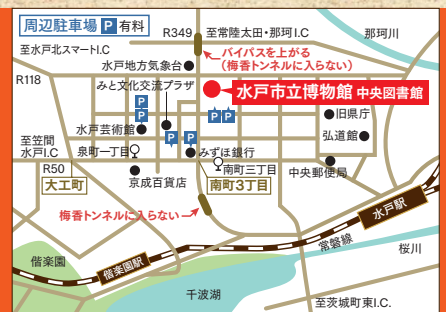 周辺駐車場 P 有料
R349
至常陸太田・那珂I.C
那珂川
至水戸北スマートI.C
バイパスを上がる
(梅香トンネルに入らない)
水戸地方気象台
R118
みと文化交流プラザ
水戸市立博物館 中央図書館
P
P
P P
旧県庁
水戸芸術館
P P
弘道館
至笠間
水戸I.C
泉町一丁目
みずほ銀行
南町三丁目
中央郵便局
R50
大工町
京成百貨店
南町3丁目
水戸駅
梅香トンネルに入らない
常磐線
桜川
偕楽園
偕楽園駅
千波湖
至茨城町東I.C.